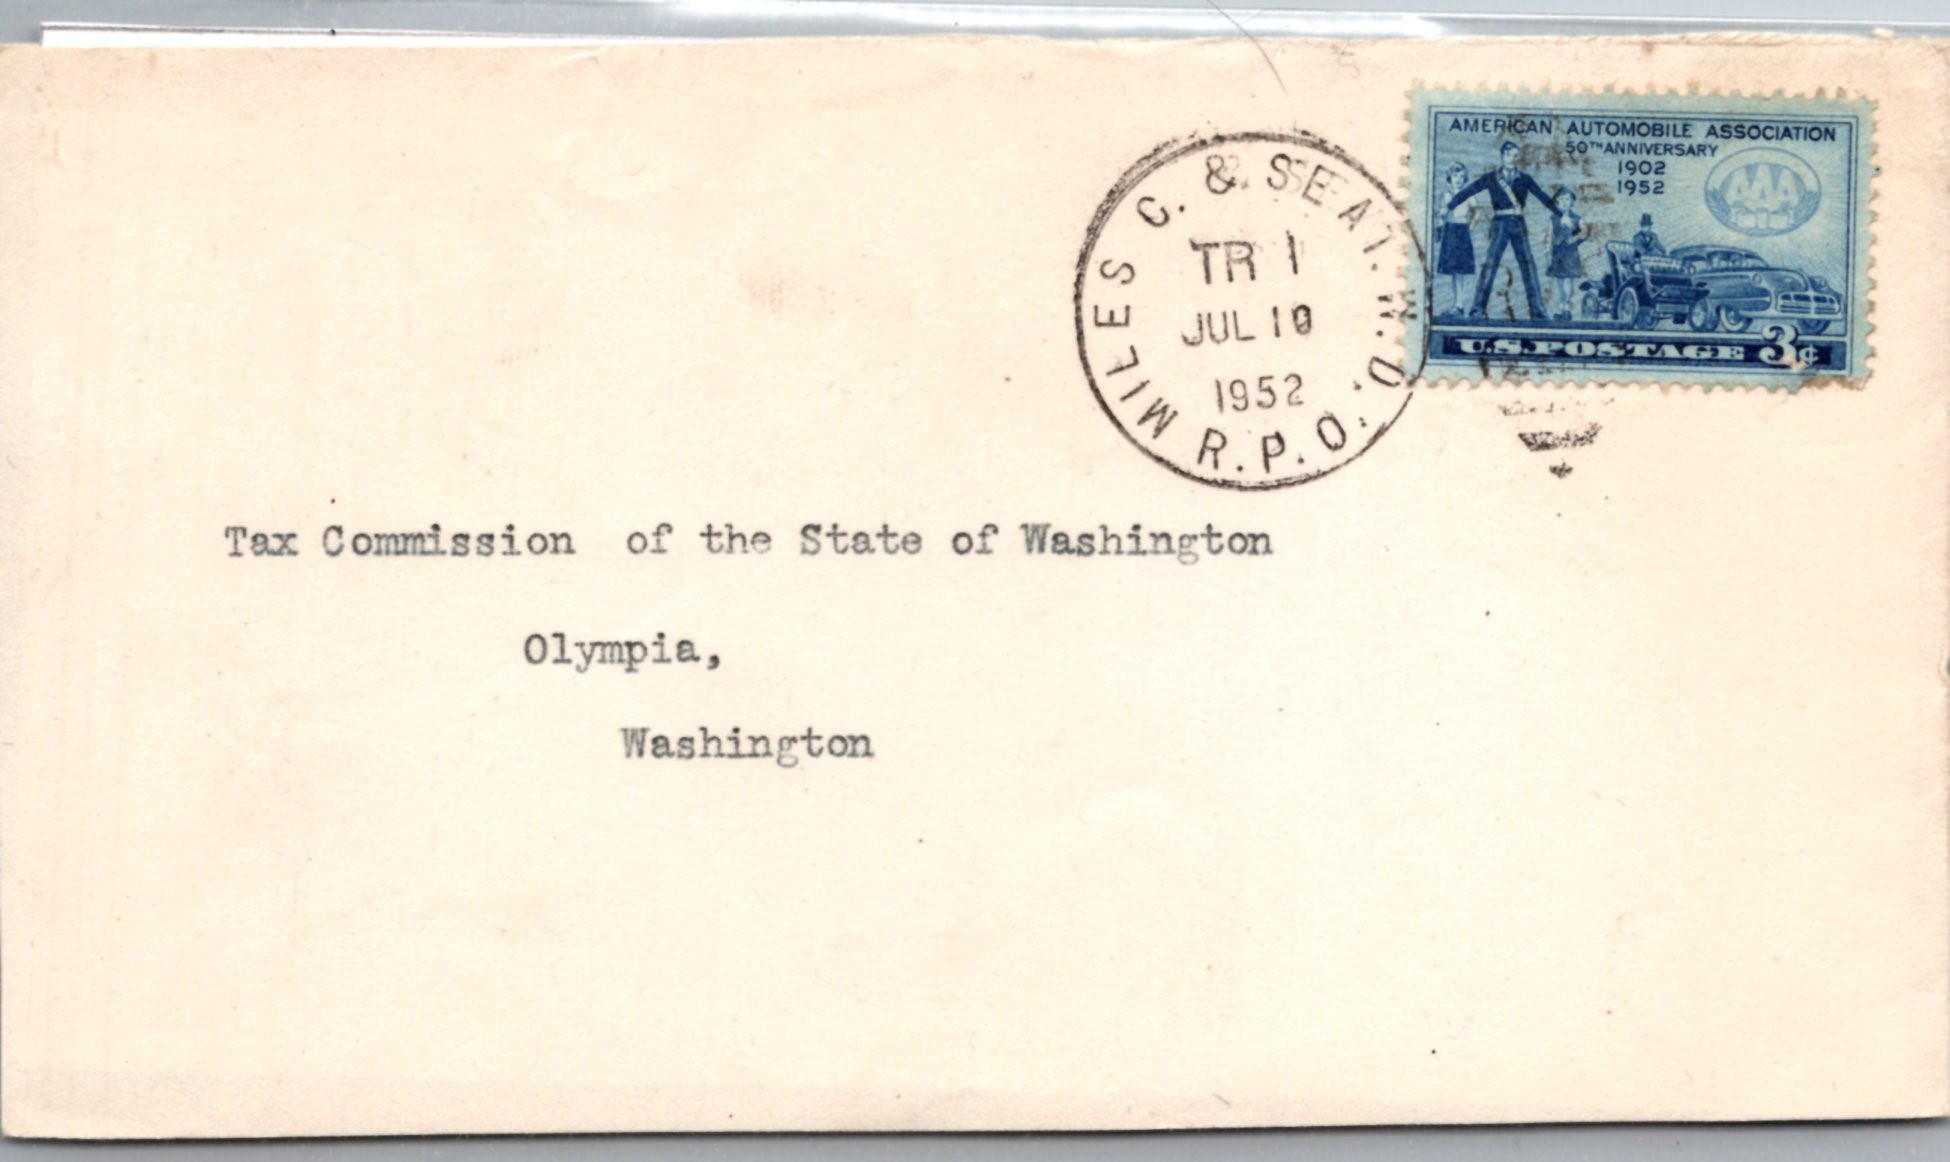 MILES C. & SEAT. W. D.
R.P.O.
TR 1
JUL 10
1952
AMERICAN AUTOMOBILE ASSOCIATION
50TH ANNIVERSARY
1902
1952
AAA
U.S. POSTAGE 3¢
Tax Commission of the State of Washington
Olympia,
Washington